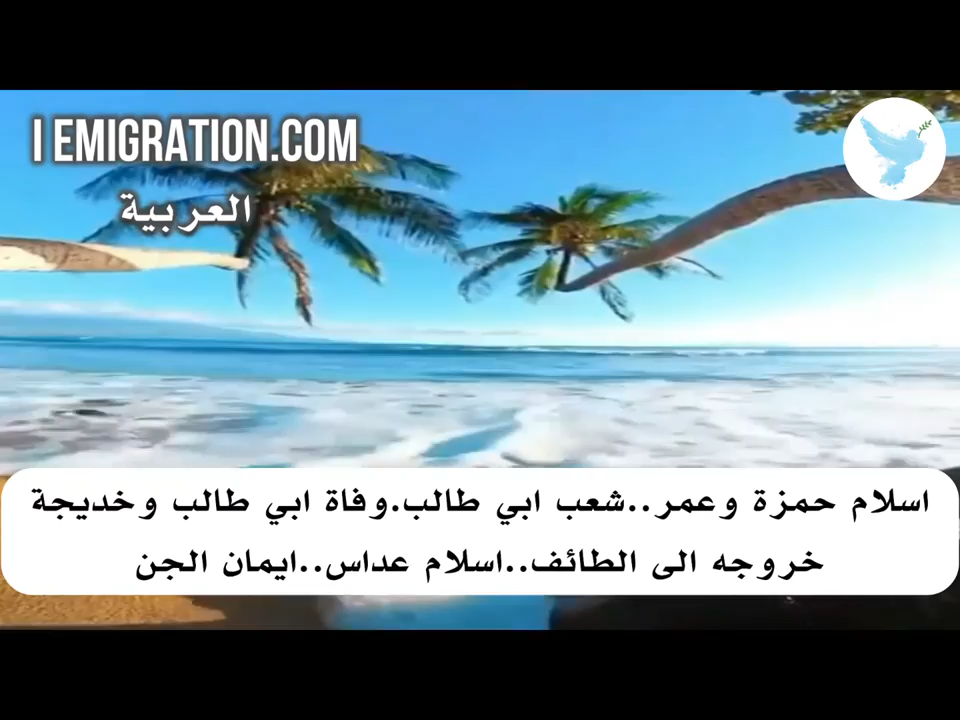 I EMIGRATION.COM
العربية
اسلام حمزة وعمر..شعب ابي طالب.وفاة ابي طالب وخديجة
خروجه الى الطائف..اسلام عداس..ايمان الجن